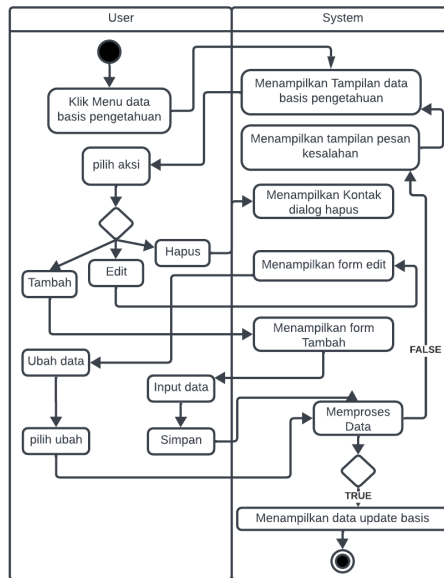 User
System
Klik Menu data
basis pengetahuan
Menampilkan Tampilan data
basis pengetahuan
Menampilkan tampilan pesan
kesalahan
pilih aksi
Menampilkan Kontak
dialog hapus
Hapus
Edit
Tambah
Menampilkan form edit
Menampilkan form
Tambah
FALSE
Ubah data
Input data
Memproses
Data
pilih ubah
Simpan
TRUE
Menampilkan data update basis